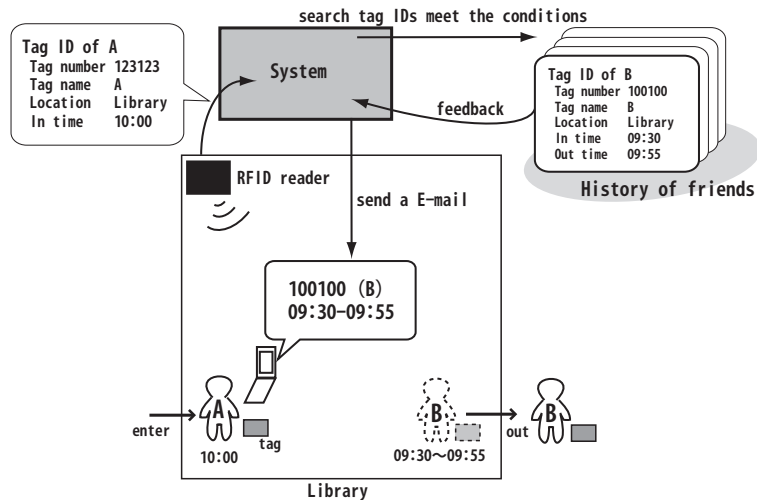 search tag IDs meet the conditions
Tag ID of A
Tag number 123123
Tag name A
Location Library
In time 10:00
System
feedback
Tag ID of B
Tag number 100100
Tag name B
Location Library
In time 09:30
Out time 09:55
History of friends
RFID reader
send a E-mail
100100 (B)
09:30-09:55
A
B
B
enter
tag
out
10:00
09:30～09:55
Library